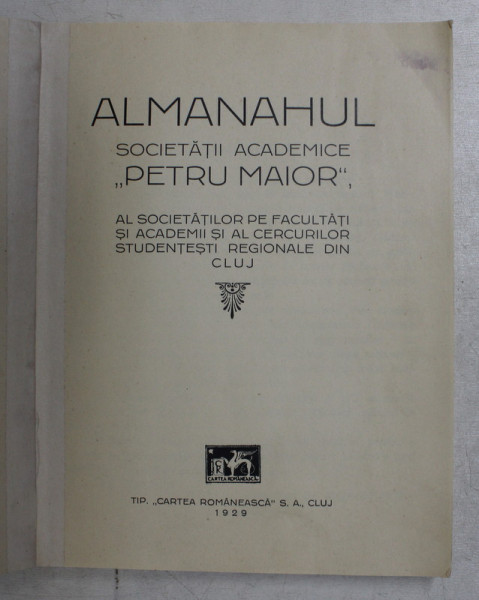 ALMANAHUL
SOCIETĂȚII ACADEMICE
„PETRU MAIOR“,
AL SOCIETĂȚILOR PE FACULTĂȚI
ȘI ACADEMII ȘI AL CERCURILOR
STUDENȚEȘTI REGIONALE DIN
CLUJ
CARTEA ROMÂNEASCĂ
TIP. „CARTEA ROMÂNEASCĂ“ S. A., CLUJ
1929